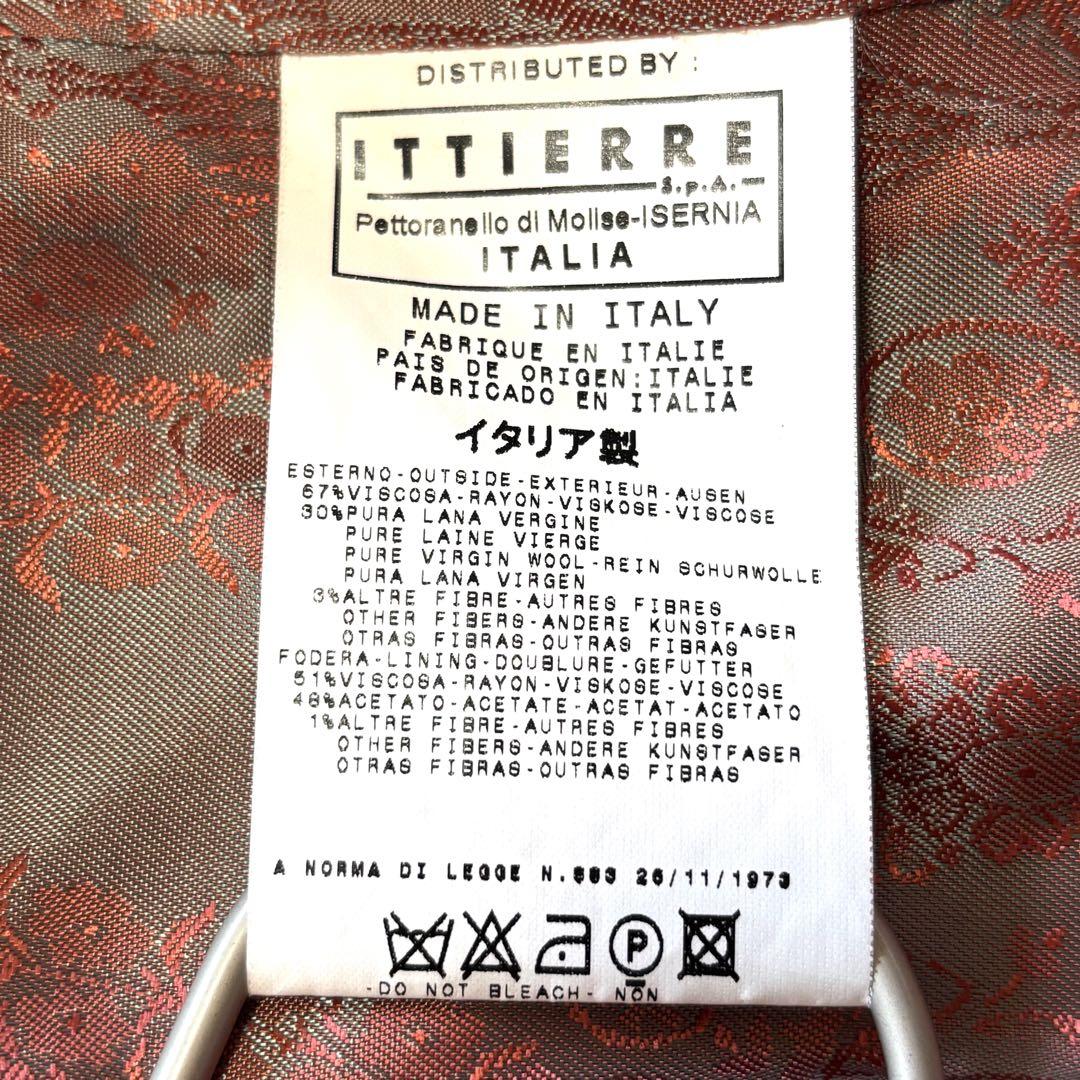 DISTRIBUTED BY :
ITTIERRE
S.p.A.
Pettoranello di Molise-ISERNIA
ITALIA
MADE IN ITALY
FABRIQUE EN ITALIE
PAIS DE ORIGEN:ITALIE
FABRICADO EN ITALIA
イタリア製
ESTERNO-OUTSIDE-EXTERIEUR-AUSEN
67%VISCOSA-RAYON-VISKOSE-VISCOSE
30%PURA LANA VERGINE
PURE LAINE VIERGE
PURE VIRGIN WOOL-REIN SCHURWOLLE
PURA LANA VIRGEN
3%ALTRE FIBRE-AUTRES FIBRES
OTHER FIBERS-ANDERE KUNSTFASER
OTRAS FIBRAS-OUTRAS FIBRAS
FODERA-LINING-DOUBLURE-GEFUTTER
51%VISCOSA-RAYON-VISKOSE-VISCOSE
48%ACETATO-ACETATE-ACETAT-ACETATO
1%ALTRE FIBRE-AUTRES FIBRES
OTHER FIBERS-ANDERE KUNSTFASER
OTRAS FIBRAS-OUTRAS FIBRAS
A NORMA DI LEGGE N.883 26/11/1973
P
-DO NOT BLEACH- NON